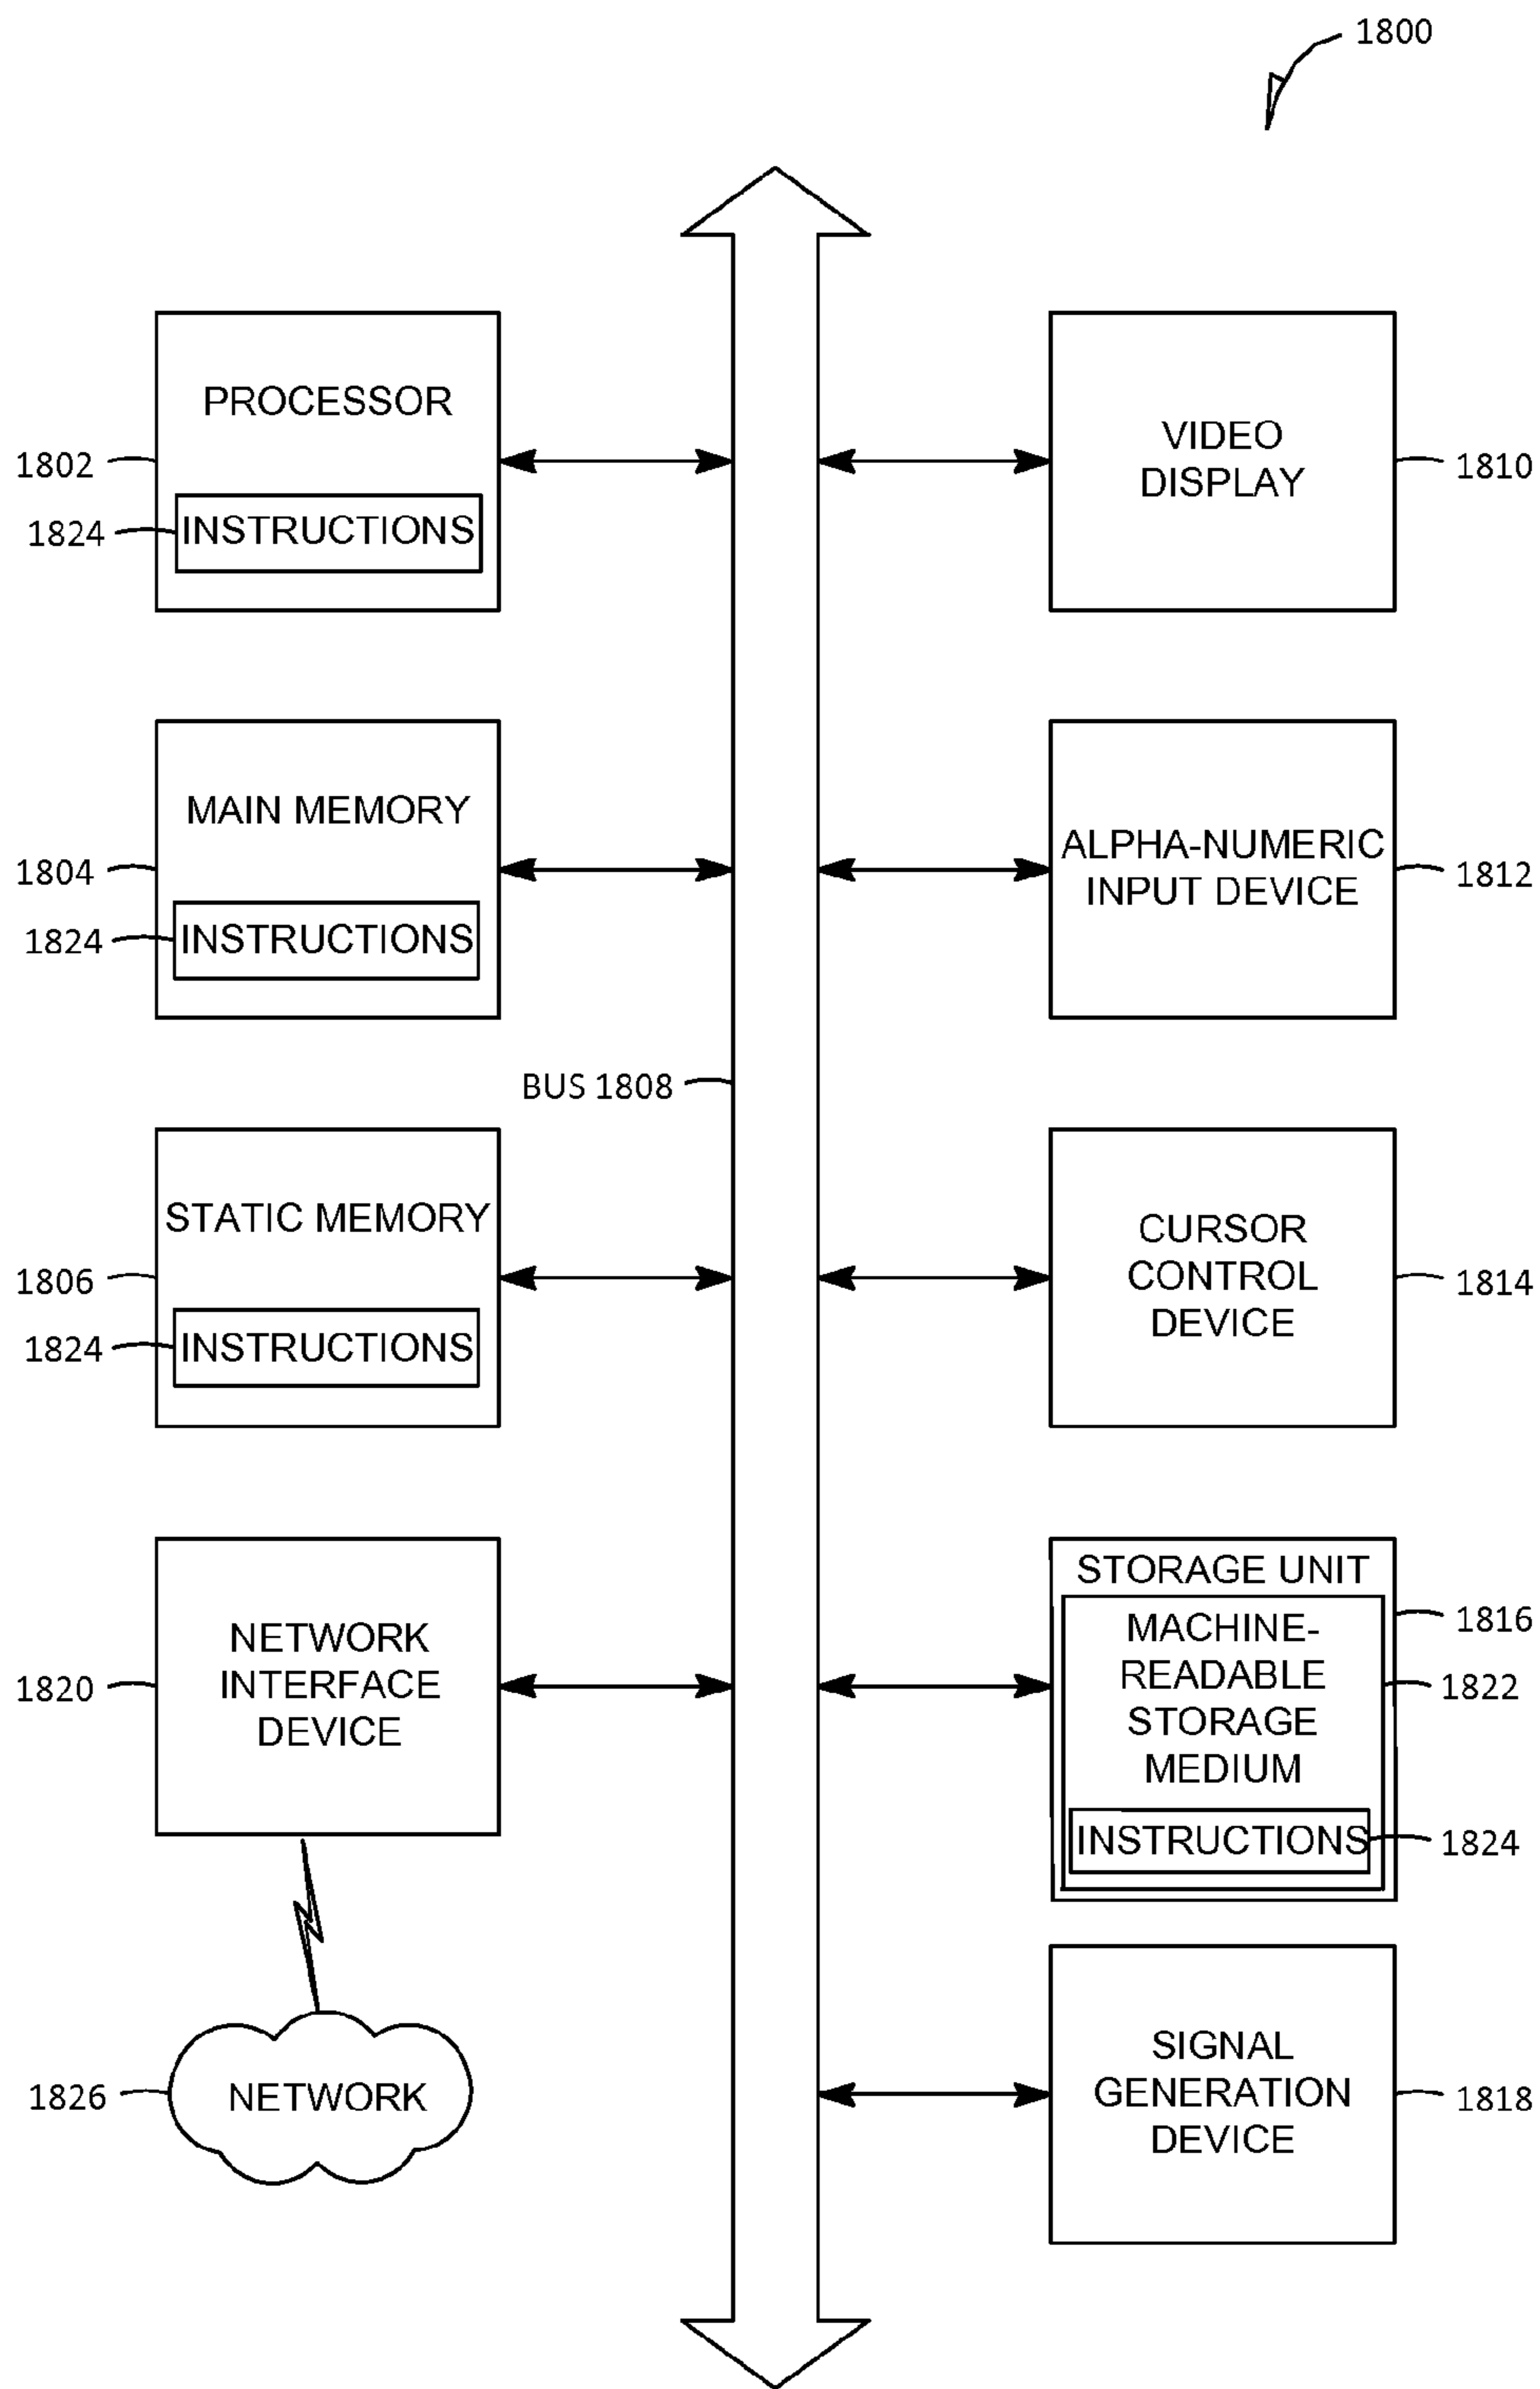 1800
PROCESSOR
1802
1824
INSTRUCTIONS
VIDEO
DISPLAY
1810
MAIN MEMORY
1804
1824
INSTRUCTIONS
ALPHA-NUMERIC
INPUT DEVICE
1812
BUS 1808
STATIC MEMORY
1806
1824
INSTRUCTIONS
CURSOR
CONTROL
DEVICE
1814
NETWORK
INTERFACE
DEVICE
1820
STORAGE UNIT
1816
MACHINE-
READABLE
STORAGE
MEDIUM
1822
INSTRUCTIONS
1824
1826
NETWORK
SIGNAL
GENERATION
DEVICE
1818